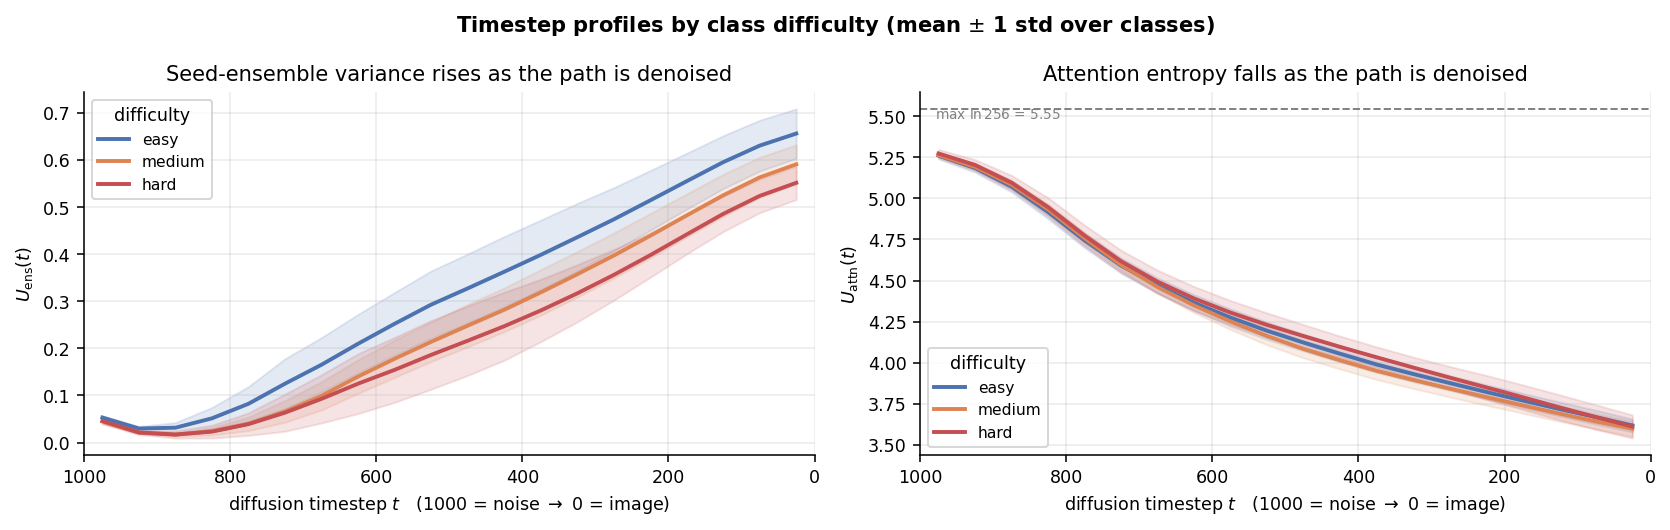 Timestep profiles by class difficulty (mean ± 1 std over classes)
Seed-ensemble variance rises as the path is denoised
0.7
0.6
0.5
0.4
0.3
0.2
0.1
0.0
U_ens(t)
difficulty
easy
medium
hard
1000 800 600 400 200 0
diffusion timestep t (1000 = noise → 0 = image)
Attention entropy falls as the path is denoised
5.50
5.25
5.00
4.75
4.50
4.25
4.00
3.75
3.50
U_attn(t)
max ln 256 = 5.55
difficulty
easy
medium
hard
1000 800 600 400 200 0
diffusion timestep t (1000 = noise → 0 = image)